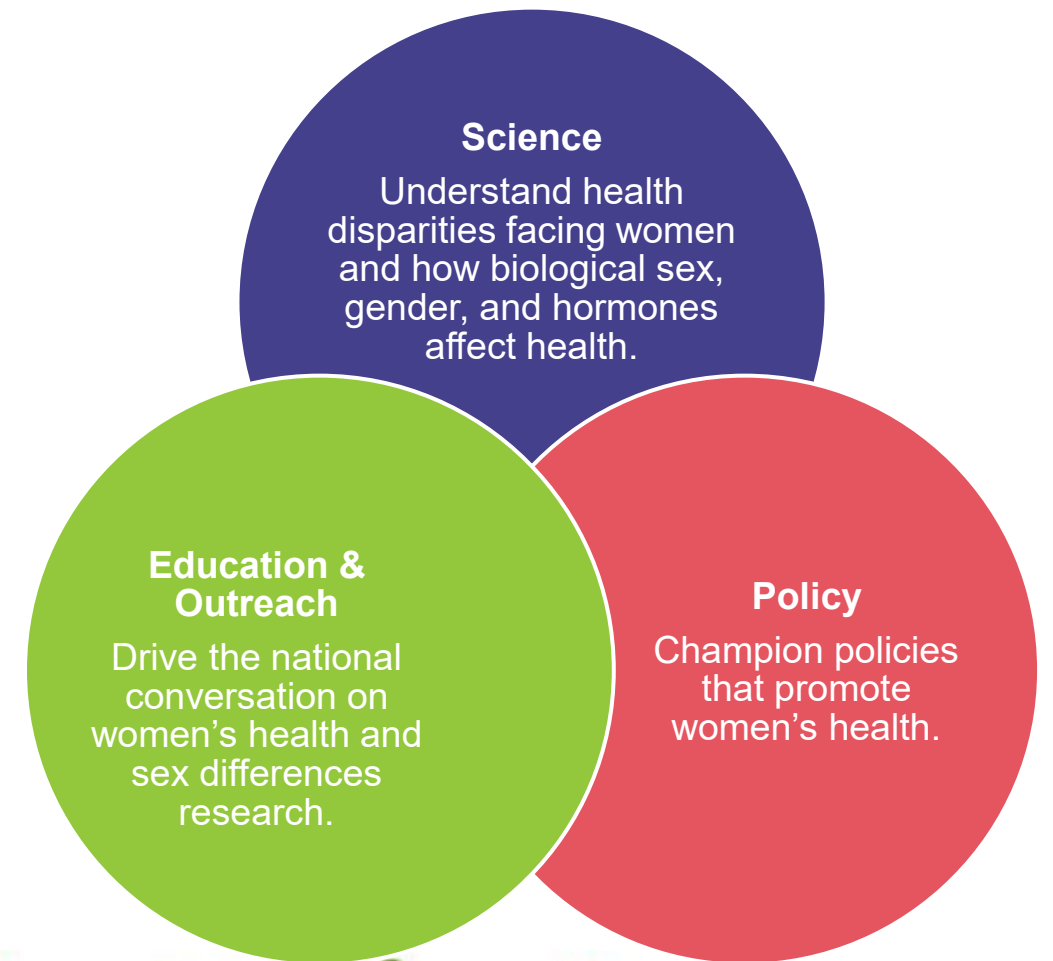 Science
Understand health
disparities facing women
and how biological sex,
gender, and hormones
affect health.
Education &
Outreach
Drive the national
conversation on
women’s health and
sex differences
research.
Policy
Champion policies
that promote
women’s health.